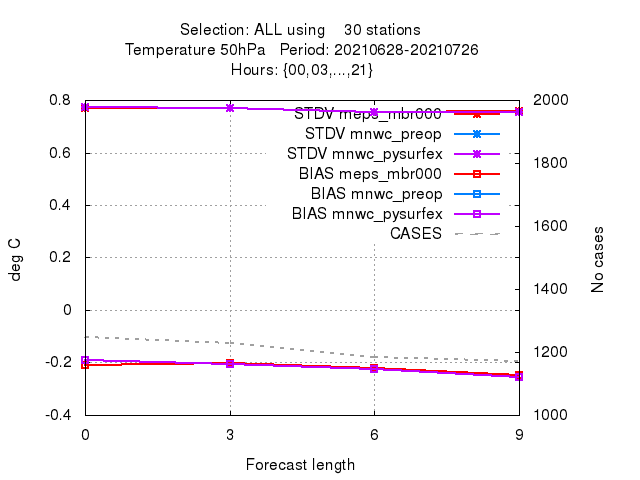 Selection: ALL using    30 stations
Temperature 50hPa   Period: 20210628-20210726
Hours: {00,03,...,21}
0.8
0.6
0.4
0.2
0
-0.2
-0.4
deg C
STDV meps_mbr000
STDV mnwc_preop
STDV mnwc_pysurfex
BIAS meps_mbr000
BIAS mnwc_preop
BIAS mnwc_pysurfex
CASES
2000
1800
1600
1400
1200
1000
No cases
0 3 6 9
Forecast length